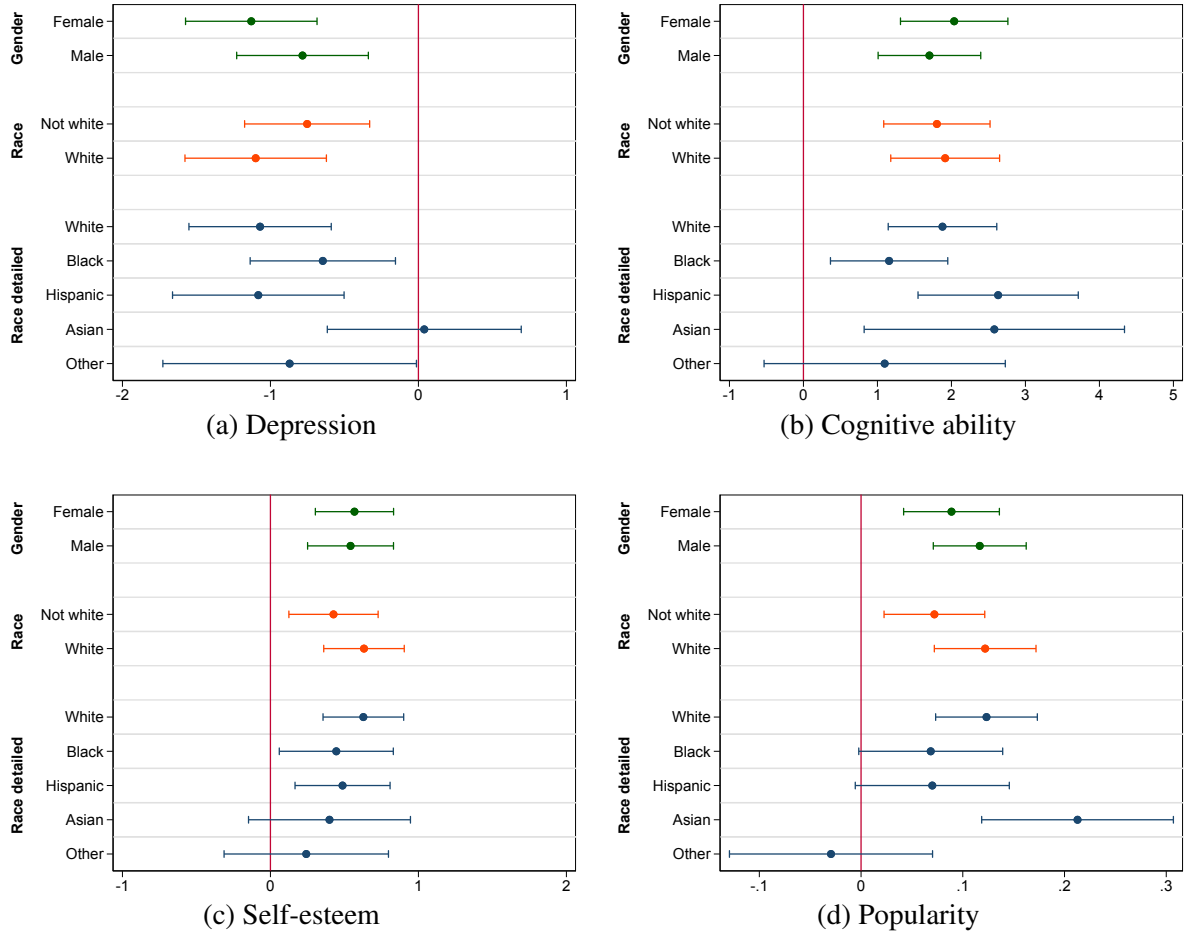 Gender
Female
Male
Race
Not white
White
Race detailed
White
Black
Hispanic
Asian
Other
-2 -1 0 1
(a) Depression
Gender
Female
Male
Race
Not white
White
Race detailed
White
Black
Hispanic
Asian
Other
-1 0 1 2 3 4 5
(b) Cognitive ability
Gender
Female
Male
Race
Not white
White
Race detailed
White
Black
Hispanic
Asian
Other
-1 0 1 2
(c) Self-esteem
Gender
Female
Male
Race
Not white
White
Race detailed
White
Black
Hispanic
Asian
Other
-.1 0 .1 .2 .3
(d) Popularity